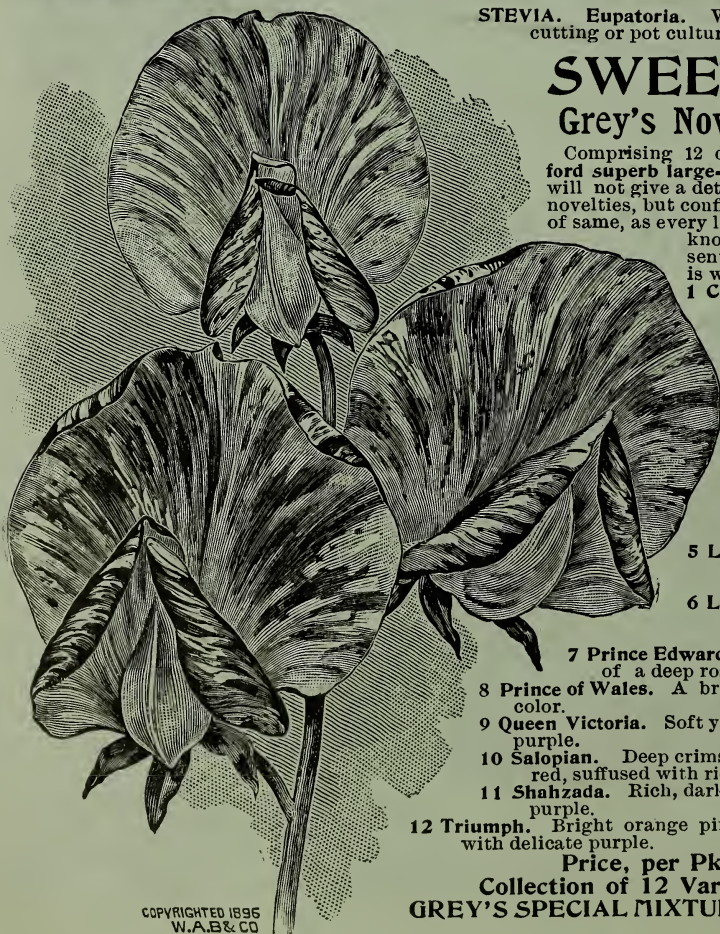 STEVIA. Eupatoria. W
cutting or pot cultur
SWEE
Grey's Nov
Comprising 12 o
ford superb large-
will not give a det
novelties, but conf
of same, as every l
kno
sent
is w
1 C
5 L
6 L
7 Prince Edward
of a deep ro
8 Prince of Wales. A br
color.
9 Queen Victoria. Soft y
purple.
10 Salopian. Deep crims
red, suffused with ri
11 Shahzada. Rich, dark
purple.
12 Triumph. Bright orange pi
with delicate purple.
Price, per Pk
Collection of 12 Var
GREY'S SPECIAL MIXTU
COPYRIGHTED 1896
W.A.B & CO